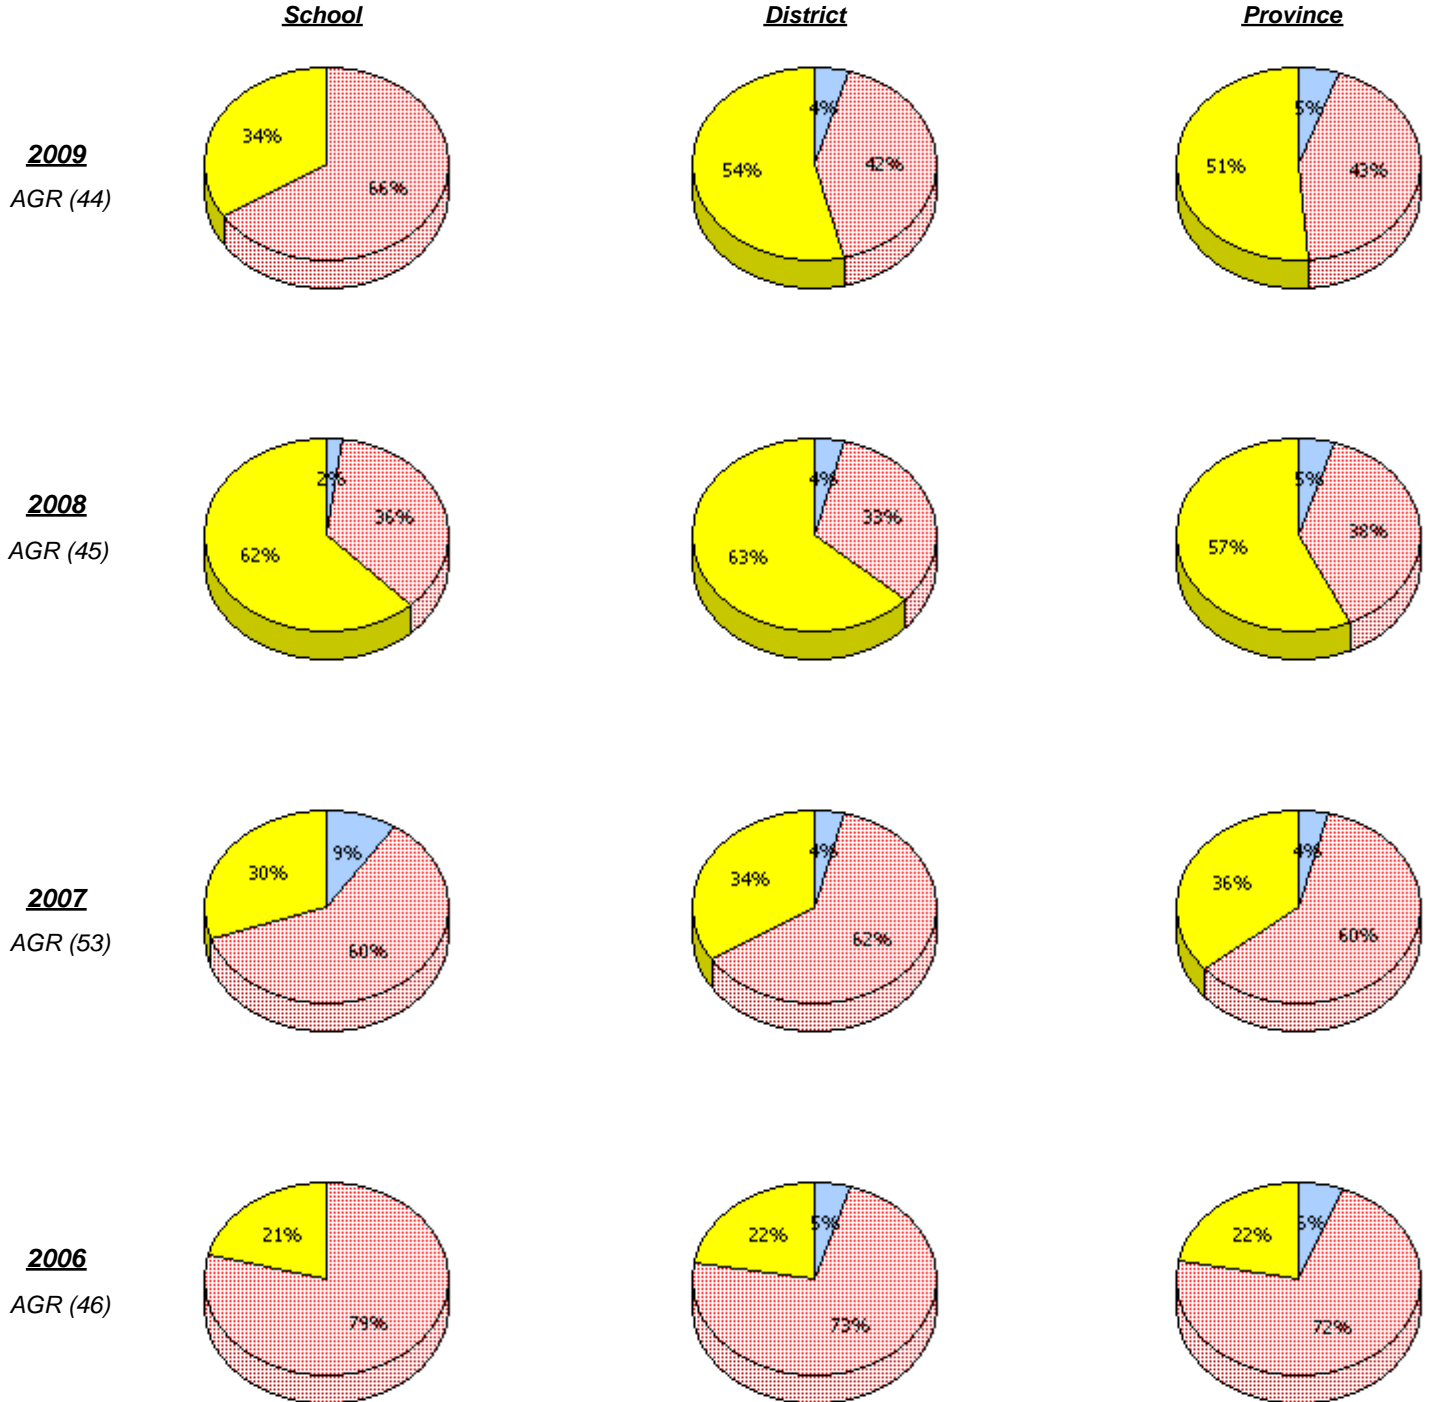 School District Province
34% 66% 4% 42% 54% 5% 43% 51%
2009
AGR (44)
2% 36% 62% 4% 33% 63% 5% 38% 57%
2008
AGR (45)
9% 60% 30% 4% 62% 34% 4% 60% 36%
2007
AGR (53)
21% 79% 5% 73% 22% 72% 22%
2006
AGR (46)